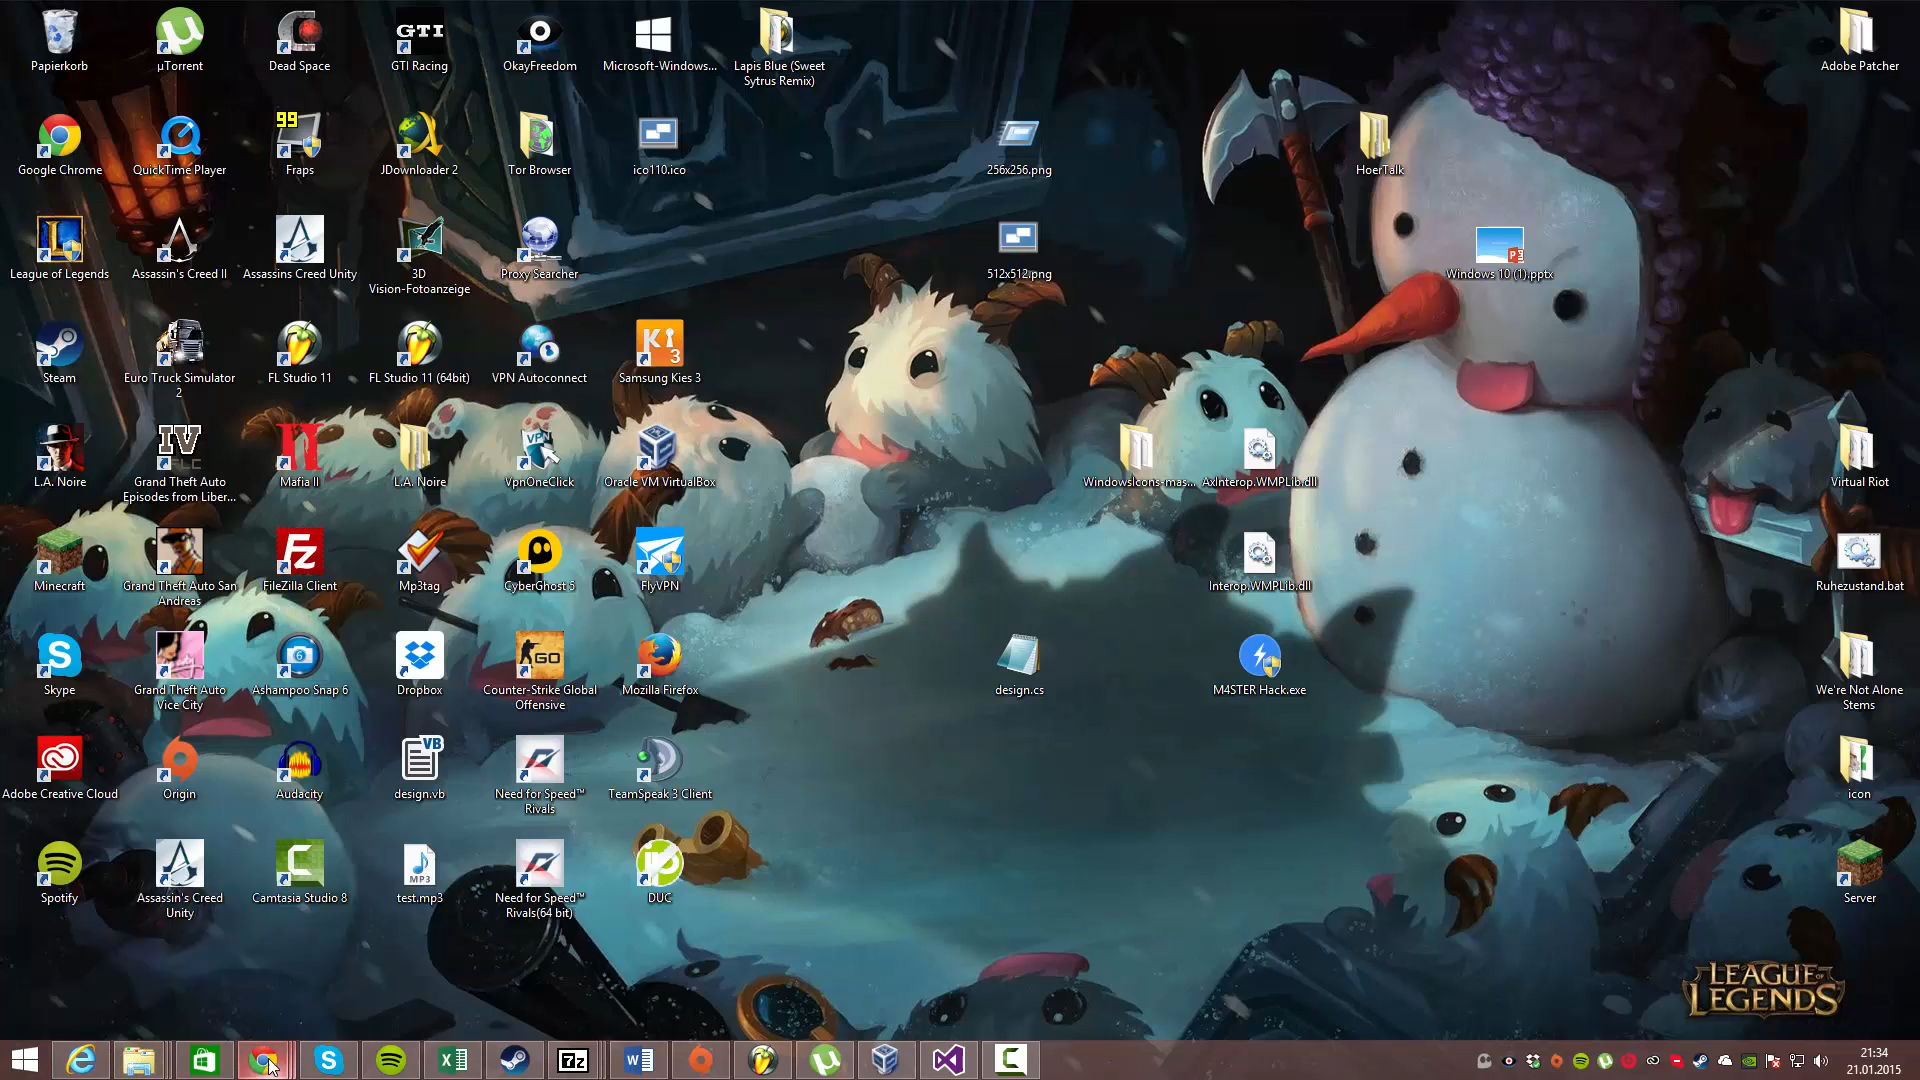 Papierkorb
µTorrent
Dead Space
GTI
GTI Racing
OkayFreedom
Microsoft-Windows...
Lapis Blue (Sweet
Sytrus Remix)
Adobe Patcher
Google Chrome
QuickTime Player
99
Fraps
JDownloader 2
Tor Browser
ico110.ico
256x256.png
HoerTalk
League of Legends
Assassin's Creed II
Assassins Creed Unity
3D
Vision-Fotoanzeige
Proxy Searcher
512x512.png
Windows 10 (1).pptx
Steam
Euro Truck Simulator
2
FL Studio 11
FL Studio 11 (64bit)
VPN Autoconnect
Ki
3
Samsung Kies 3
L.A. Noire
IV
Grand Theft Auto
Episodes from Liber...
Mafia II
L.A. Noire
VPN
VpnOneClick
Oracle VM VirtualBox
WindowsIcons-mas...
AxInterop.WMPLib.dll
Virtual Riot
Minecraft
Grand Theft Auto San
Andreas
Fz
FileZilla Client
Mp3tag
CyberGhost 5
FlyVPN
Interop.WMPLib.dll
Ruhezustand.bat
Skype
Grand Theft Auto
Vice City
6
Ashampoo Snap 6
Dropbox
GO
Counter-Strike Global
Offensive
Mozilla Firefox
design.cs
M4STER Hack.exe
We're Not Alone
Stems
Adobe Creative Cloud
Origin
Audacity
VB
design.vb
Need for Speed™
Rivals
TeamSpeak 3 Client
icon
Spotify
Assassin's Creed
Unity
Camtasia Studio 8
MP3
test.mp3
Need for Speed™
Rivals(64 bit)
DUC
Server
LEAGUE OF
LEGENDS
7z
21:34
21.01.2015